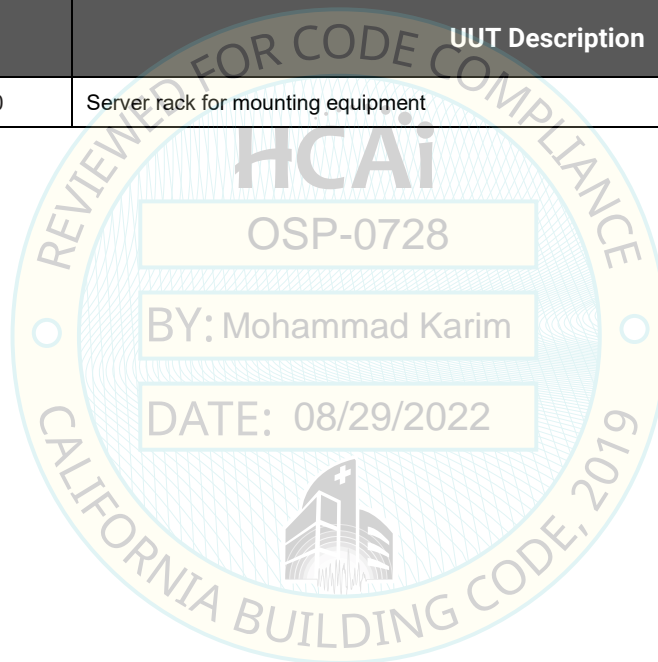 UUT Description
0 Server rack for mounting equipment
REVIEWED FOR CODE COMPLIANCE
HCAi
OSP-0728
BY: Mohammad Karim
DATE: 08/29/2022
CALIFORNIA BUILDING CODE, 2019